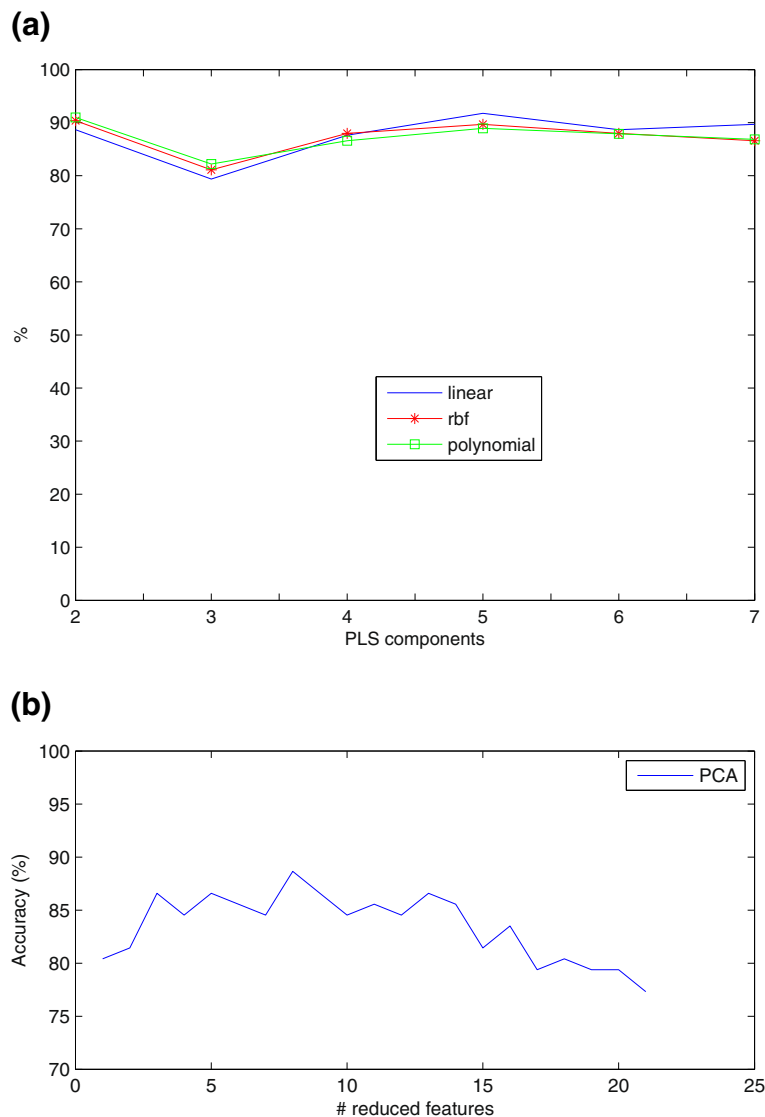 (a)
100
90
80
70
60
50
40
30
20
10
0
%
linear
rbf
polynomial
2 3 4 5 6 7
PLS components
(b)
100
95
90
85
80
75
70
Accuracy (%)
PCA
0 5 10 15 20 25
# reduced features